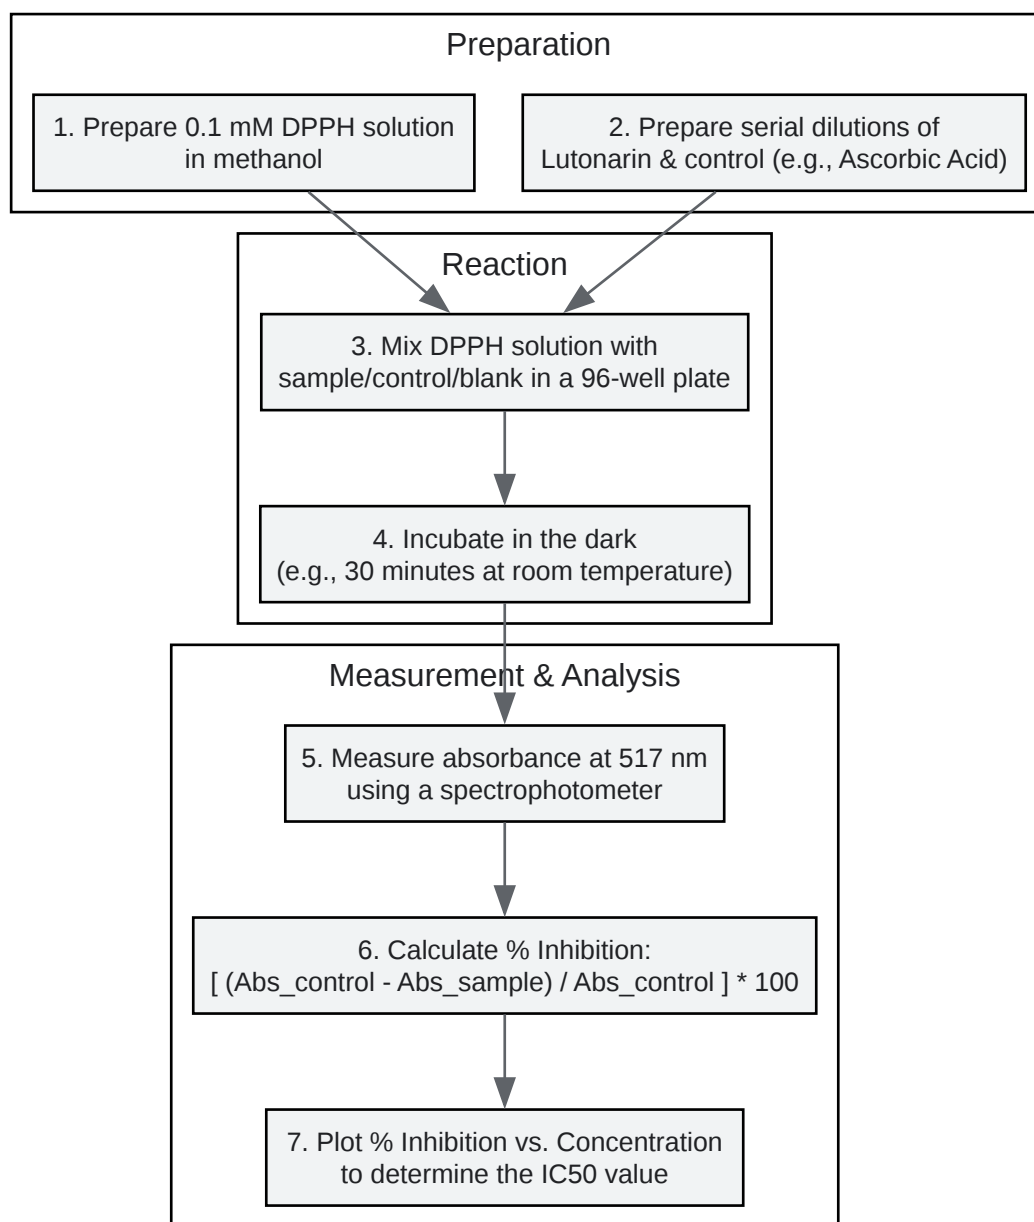 Preparation
1. Prepare 0.1 mM DPPH solution
in methanol
2. Prepare serial dilutions of
Lutonarin & control (e.g., Ascorbic Acid)
Reaction
3. Mix DPPH solution with
sample/control/blank in a 96-well plate
4. Incubate in the dark
(e.g., 30 minutes at room temperature)
Measurement & Analysis
5. Measure absorbance at 517 nm
using a spectrophotometer
6. Calculate % Inhibition:
[ (Abs_control - Abs_sample) / Abs_control ] * 100
7. Plot % Inhibition vs. Concentration
to determine the IC50 value